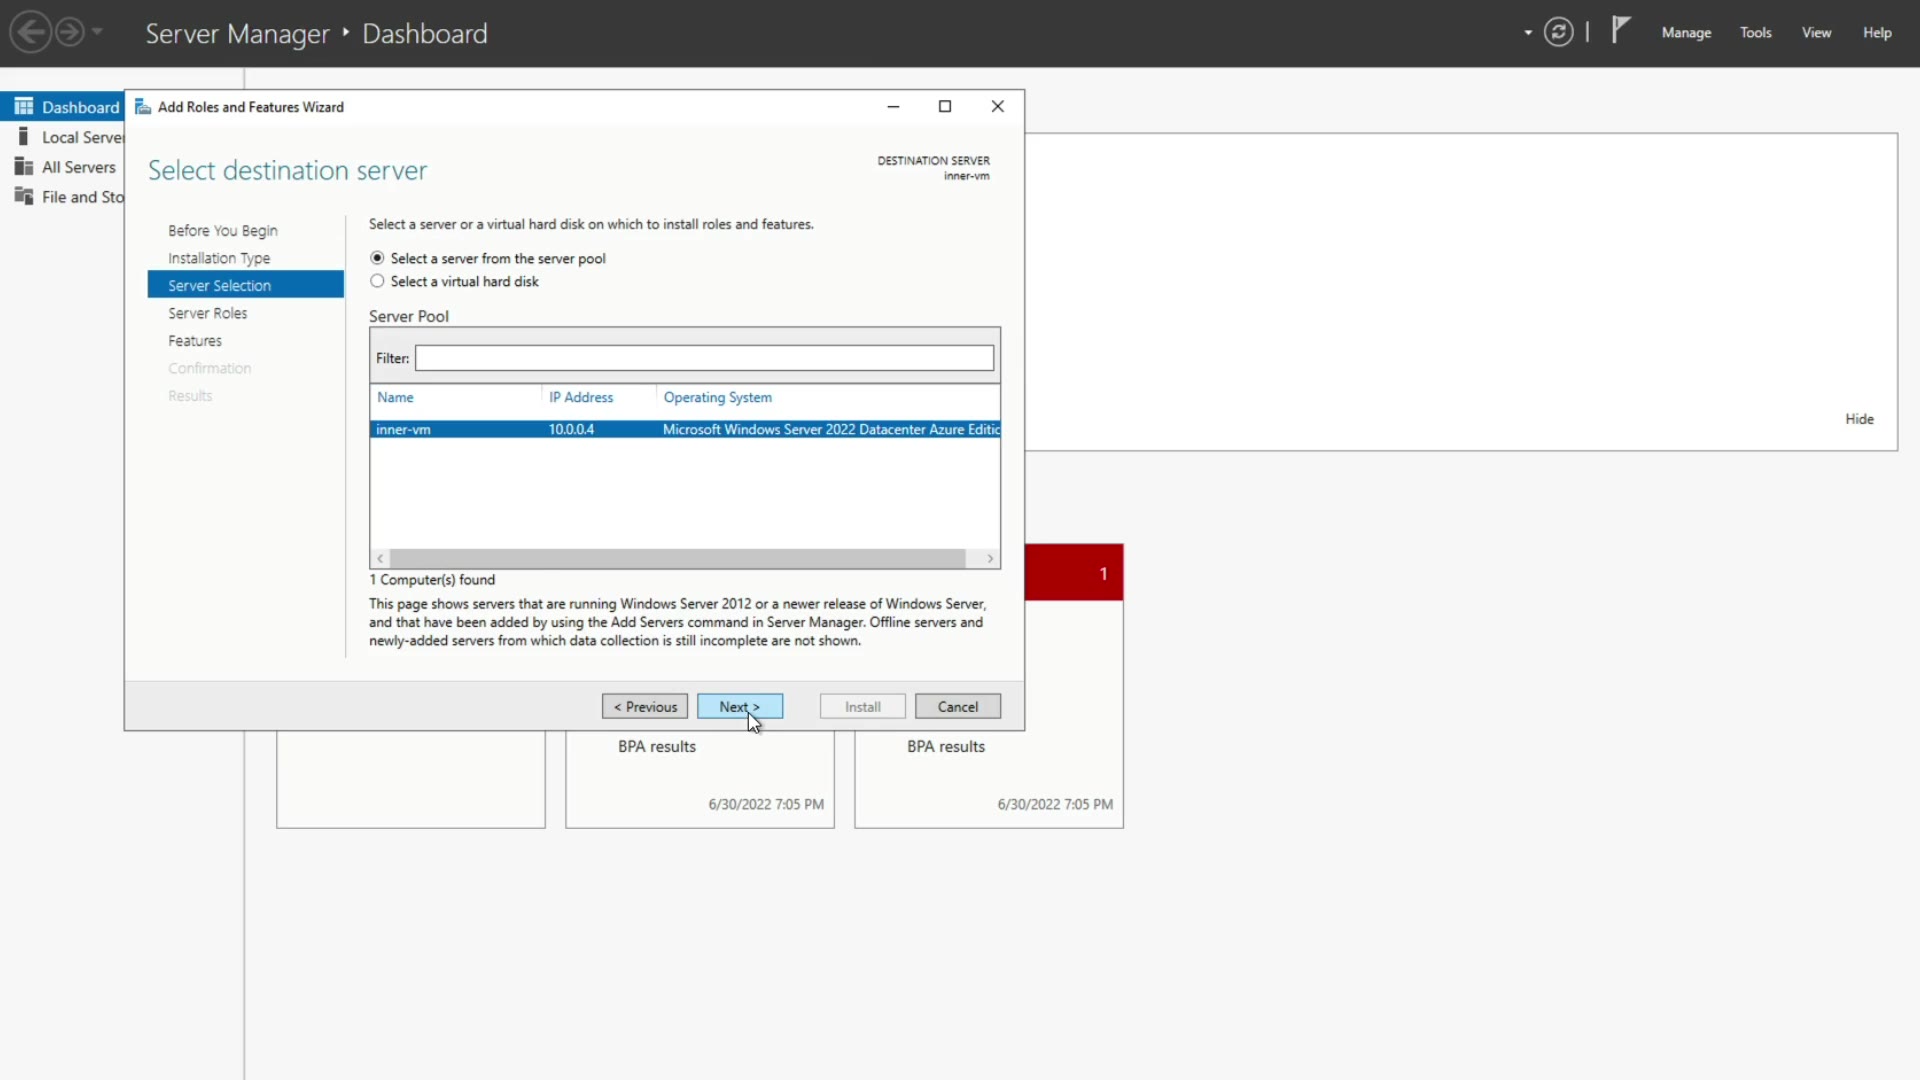 Server Manager ‣ Dashboard
Manage
Tools
View
Help
Dashboard
Local Server
All Servers
File and Sto
Add Roles and Features Wizard
Select destination server
DESTINATION SERVER
inner-vm
Before You Begin
Installation Type
Server Selection
Server Roles
Features
Confirmation
Results
Select a server or a virtual hard disk on which to install roles and features.
Select a server from the server pool
Select a virtual hard disk
Server Pool
Filter:
Name IP Address Operating System
inner-vm 10.0.0.4 Microsoft Windows Server 2022 Datacenter Azure Editic
1 Computer(s) found
This page shows servers that are running Windows Server 2012 or a newer release of Windows Server,
and that have been added by using the Add Servers command in Server Manager. Offline servers and
newly-added servers from which data collection is still incomplete are not shown.
< Previous
Next >
Install
Cancel
Hide
1
BPA results
6/30/2022 7:05 PM
BPA results
6/30/2022 7:05 PM